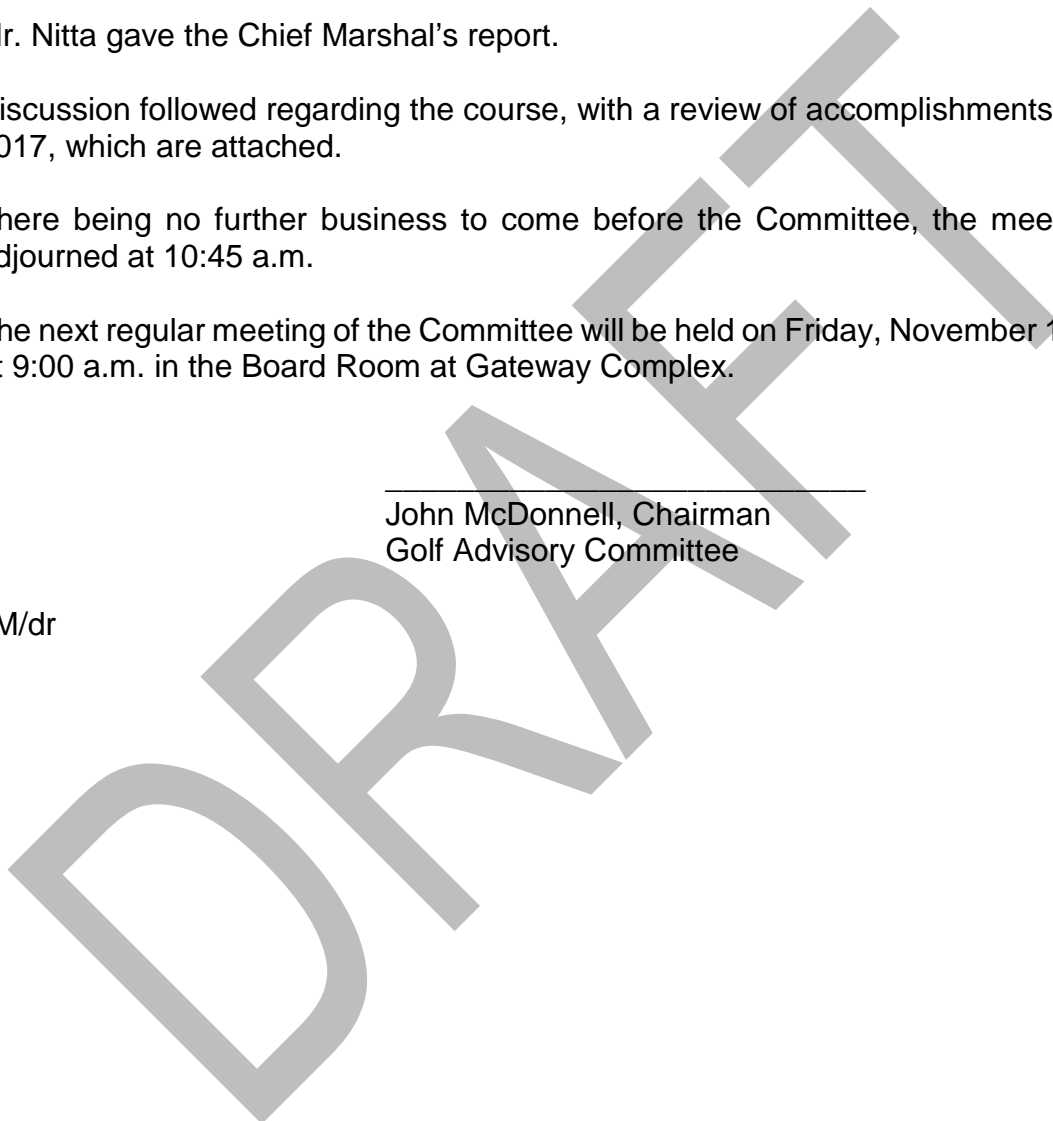 r. Nitta gave the Chief Marshal's report.
iscussion followed regarding the course, with a review of accomplishments
017, which are attached.
here being no further business to come before the Committee, the mee
djourned at 10:45 a.m.
he next regular meeting of the Committee will be held on Friday, November 1
t 9:00 a.m. in the Board Room at Gateway Complex.
John McDonnell, Chairman
Golf Advisory Committee
M/dr
DRAFT